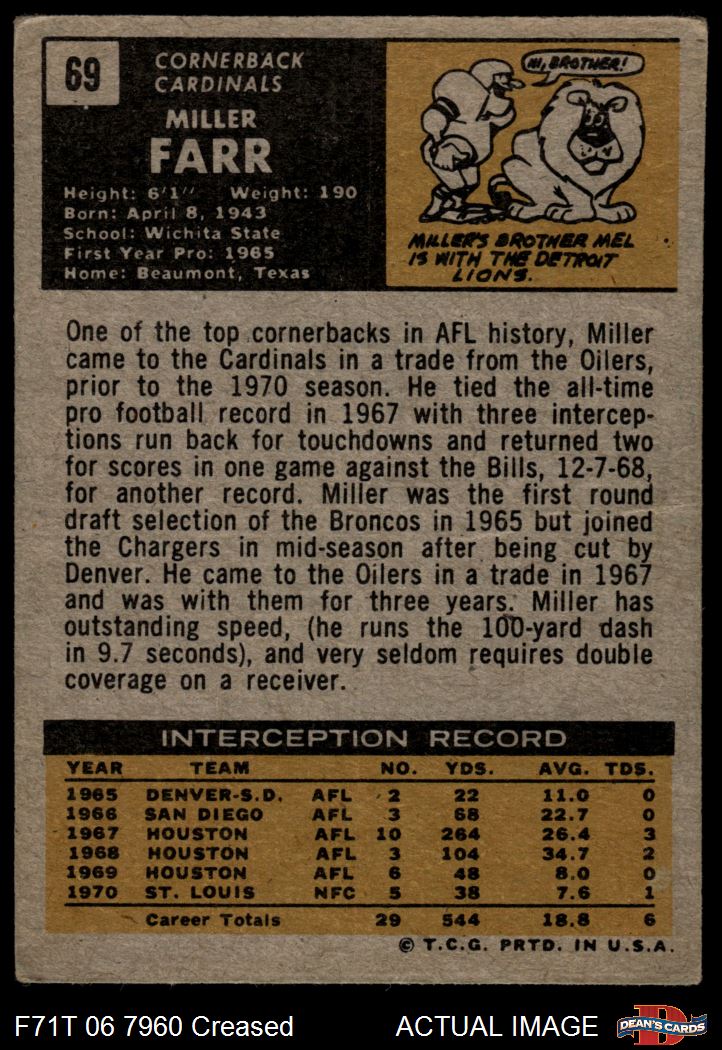 69
CORNERBACK
CARDINALS
MILLER
FARR
Height: 6'1" Weight: 190
Born: April 8, 1943
School: Wichita State
First Year Pro: 1965
Home: Beaumont, Texas
HI, BROTHER!
MILLER'S BROTHER MEL
IS WITH THE DETROIT
LIONS.
One of the top cornerbacks in AFL history, Miller
came to the Cardinals in a trade from the Oilers,
prior to the 1970 season. He tied the all-time
pro football record in 1967 with three intercep-
tions run back for touchdowns and returned two
for scores in one game against the Bills, 12-7-68,
for another record. Miller was the first round
draft selection of the Broncos in 1965 but joined
the Chargers in mid-season after being cut by
Denver. He came to the Oilers in a trade in 1967
and was with them for three years. Miller has
outstanding speed, (he runs the 100-yard dash
in 9.7 seconds), and very seldom requires double
coverage on a receiver.
INTERCEPTION RECORD
YEAR TEAM NO. YDS. AVG. TDS.
1965 DENVER-S.D. AFL 2 22 11.0 0
1966 SAN DIEGO AFL 3 68 22.7 0
1967 HOUSTON AFL 10 264 26.4 3
1968 HOUSTON AFL 3 104 34.7 2
1969 HOUSTON AFL 6 48 8.0 0
1970 ST. LOUIS NFC 5 38 7.6 1
Career Totals 29 544 18.8 6
© T.C.G. PRTD. IN U.S.A.
F71T 06 7960 Creased ACTUAL IMAGE
D
DEAN'S CARDS